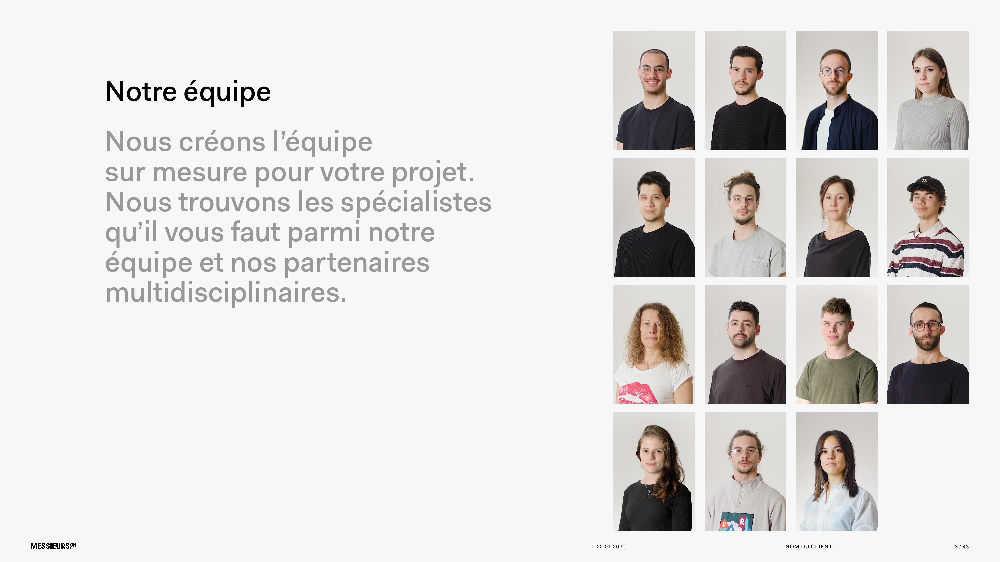 Notre équipe
Nous créons l’équipe
sur mesure pour votre projet.
Nous trouvons les spécialistes
qu’il vous faut parmi notre
équipe et nos partenaires
multidisciplinaires.
T.O.L
P R
MESSIEURS.CH
22.01.2020
NOM DU CLIENT
3 / 48